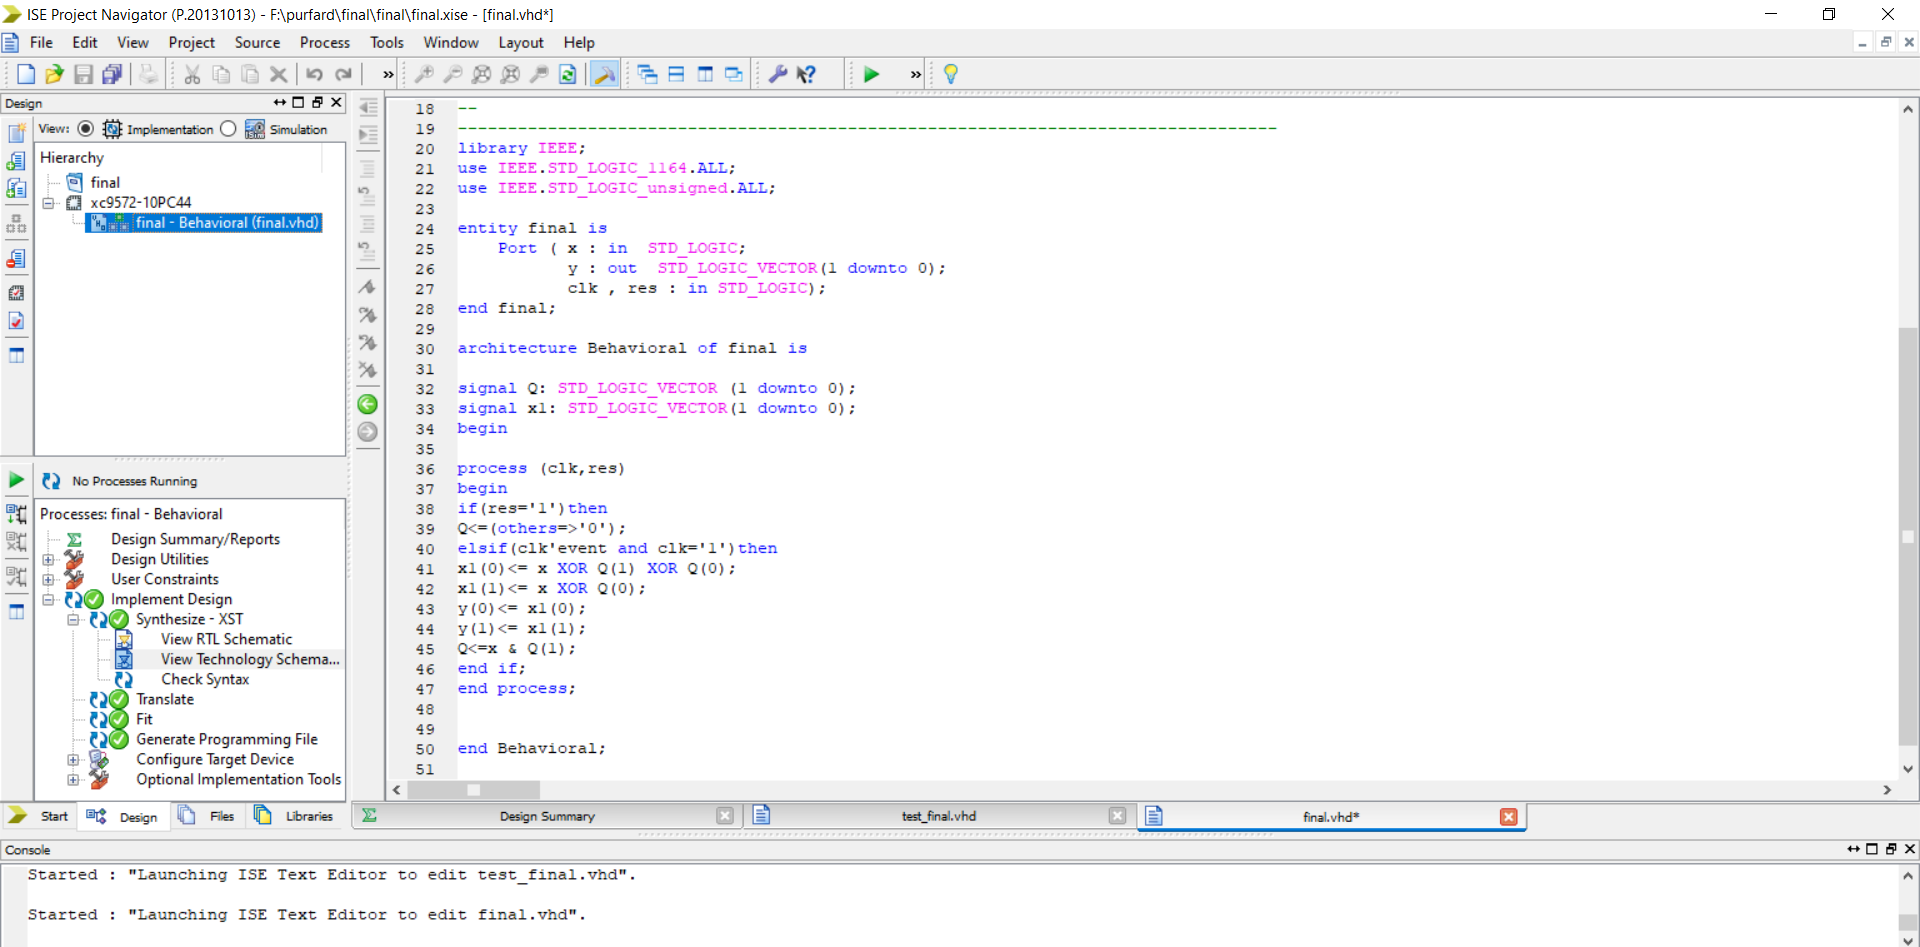 ISE Project Navigator (P.20131013) - F:\purfard\final\final\final.xise - [final.vhd*]
File Edit View Project Source Process Tools Window Layout Help
Design
View: Implementation Simulation
Hierarchy
final
xc9572-10PC44
final - Behavioral (final.vhd)
No Processes Running
Processes: final - Behavioral
Design Summary/Reports
Design Utilities
User Constraints
Implement Design
Synthesize - XST
View RTL Schematic
View Technology Schema...
Check Syntax
Translate
Fit
Generate Programming File
Configure Target Device
Optional Implementation Tools
Start Design Files Libraries
18 --
19 ----------------------------------------------------------------------------------
20 library IEEE;
21 use IEEE.STD_LOGIC_1164.ALL;
22 use IEEE.STD_LOGIC_unsigned.ALL;
23
24 entity final is
25     Port ( x : in  STD_LOGIC;
26            y : out  STD_LOGIC_VECTOR(1 downto 0);
27            clk , res : in STD_LOGIC);
28 end final;
29
30 architecture Behavioral of final is
31
32 signal Q: STD_LOGIC_VECTOR (1 downto 0);
33 signal x1: STD_LOGIC_VECTOR(1 downto 0);
34 begin
35
36 process (clk,res)
37 begin
38 if(res='1')then
39 Q<=(others=>'0');
40 elsif(clk'event and clk='1')then
41 x1(0)<= x XOR Q(1) XOR Q(0);
42 x1(1)<= x XOR Q(0);
43 y(0)<= x1(0);
44 y(1)<= x1(1);
45 Q<=x & Q(1);
46 end if;
47 end process;
48
49
50 end Behavioral;
51
Design Summary test_final.vhd final.vhd*
Console
Started : "Launching ISE Text Editor to edit test_final.vhd".
Started : "Launching ISE Text Editor to edit final.vhd".